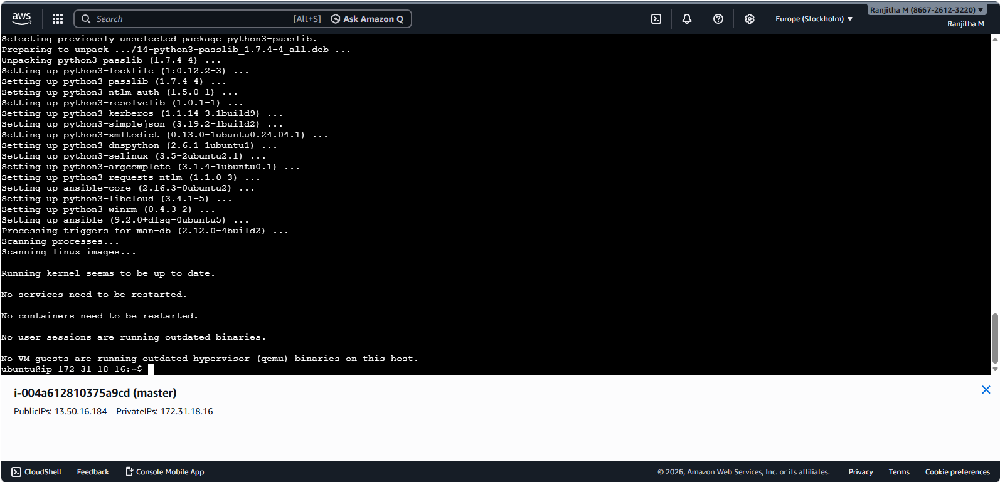 aws
Search [Alt+S] Ask Amazon Q
Europe (Stockholm) ▼
Ranjitha M (8667-2612-3220) ▼
Ranjitha M
Selecting previously unselected package python3-passlib.
Preparing to unpack .../14-python3-passlib_1.7.4-4_all.deb ...
Unpacking python3-passlib (1.7.4-4) ...
Setting up python3-lockfile (1:0.12.2-3) ...
Setting up python3-passlib (1.7.4-4) ...
Setting up python3-ntlm-auth (1.5.0-1) ...
Setting up python3-resolvelib (1.0.1-1) ...
Setting up python3-kerberos (1.1.14-3.1build9) ...
Setting up python3-simplejson (3.19.2-1build2) ...
Setting up python3-xmltodict (0.13.0-1ubuntu0.24.04.1) ...
Setting up python3-dnspython (2.6.1-1ubuntu1) ...
Setting up python3-selinux (3.5-2ubuntu2.1) ...
Setting up python3-argcomplete (3.1.4-1ubuntu0.1) ...
Setting up python3-requests-ntlm (1.1.0-3) ...
Setting up ansible-core (2.16.3-0ubuntu2) ...
Setting up python3-libcloud (3.4.1-5) ...
Setting up python3-winrm (0.4.3-2) ...
Setting up ansible (9.2.0+dfsg-0ubuntu5) ...
Processing triggers for man-db (2.12.0-4build2) ...
Scanning processes...
Scanning linux images...
Running kernel seems to be up-to-date.
No services need to be restarted.
No containers need to be restarted.
No user sessions are running outdated binaries.
No VM guests are running outdated hypervisor (qemu) binaries on this host.
ubuntu@ip-172-31-18-16:~$
i-004a612810375a9cd (master)
PublicIPs: 13.50.16.184 PrivateIPs: 172.31.18.16
CloudShell Feedback Console Mobile App © 2026, Amazon Web Services, Inc. or its affiliates. Privacy Terms Cookie preferences